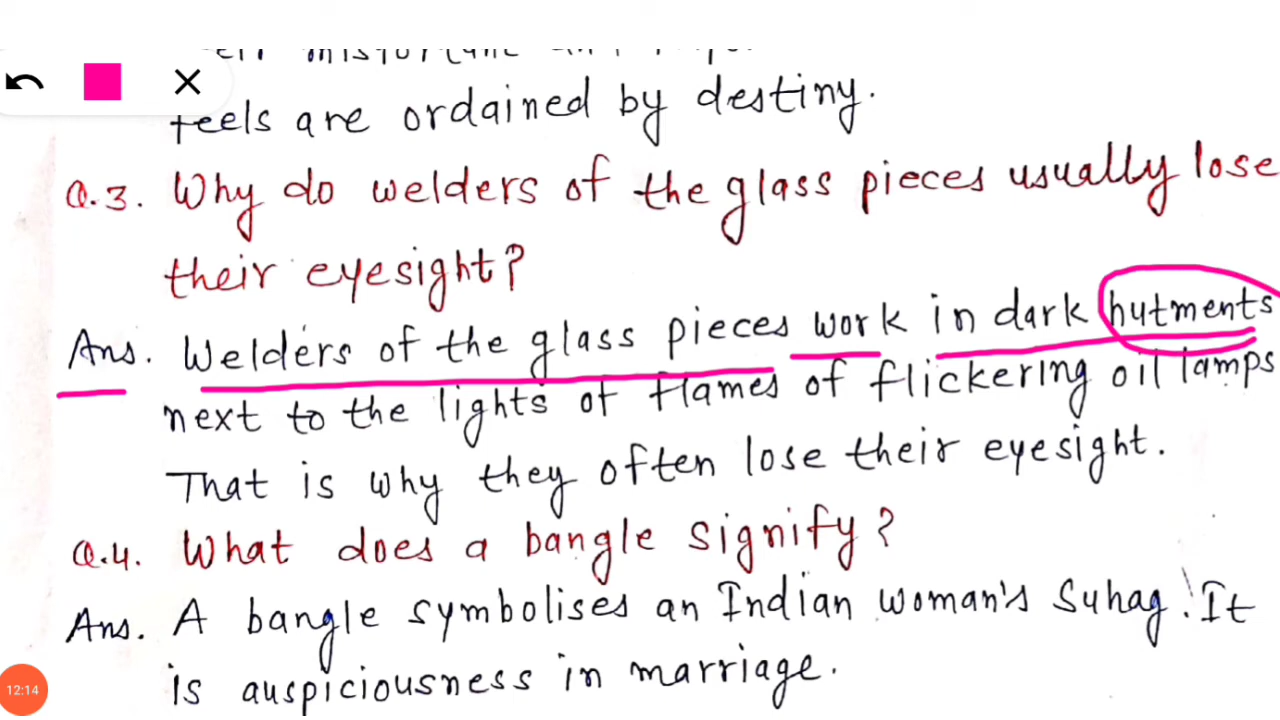 feels are ordained by destiny.
Q.3. Why do welders of the glass pieces usually lose
their eyesight?
Ans. Welders of the glass pieces work in dark hutments
next to the lights of flames of flickering oil lamps
That is why they often lose their eyesight.
Q.4. What does a bangle signify?
Ans. A bangle symbolises an Indian woman's Suhag. It
is auspiciousness in marriage.
12:14